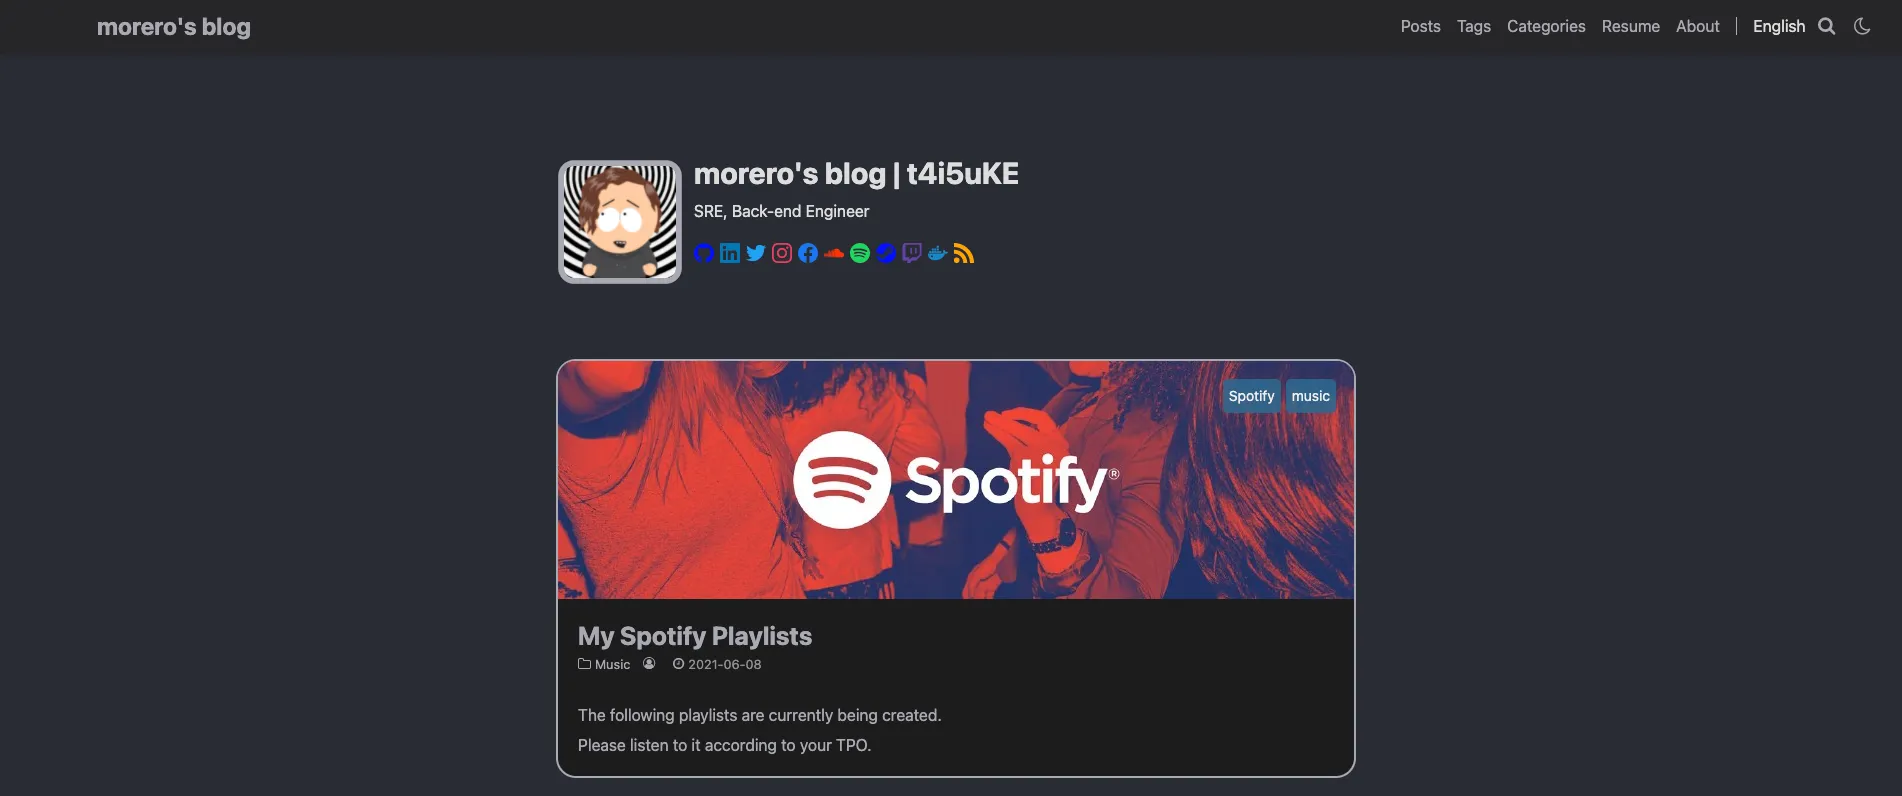 morero's blog
Posts Tags Categories Resume About | English
morero's blog | t4i5uKE
SRE, Back-end Engineer
Spotify music
Spotify®
My Spotify Playlists
Music 2021-06-08
The following playlists are currently being created.
Please listen to it according to your TPO.